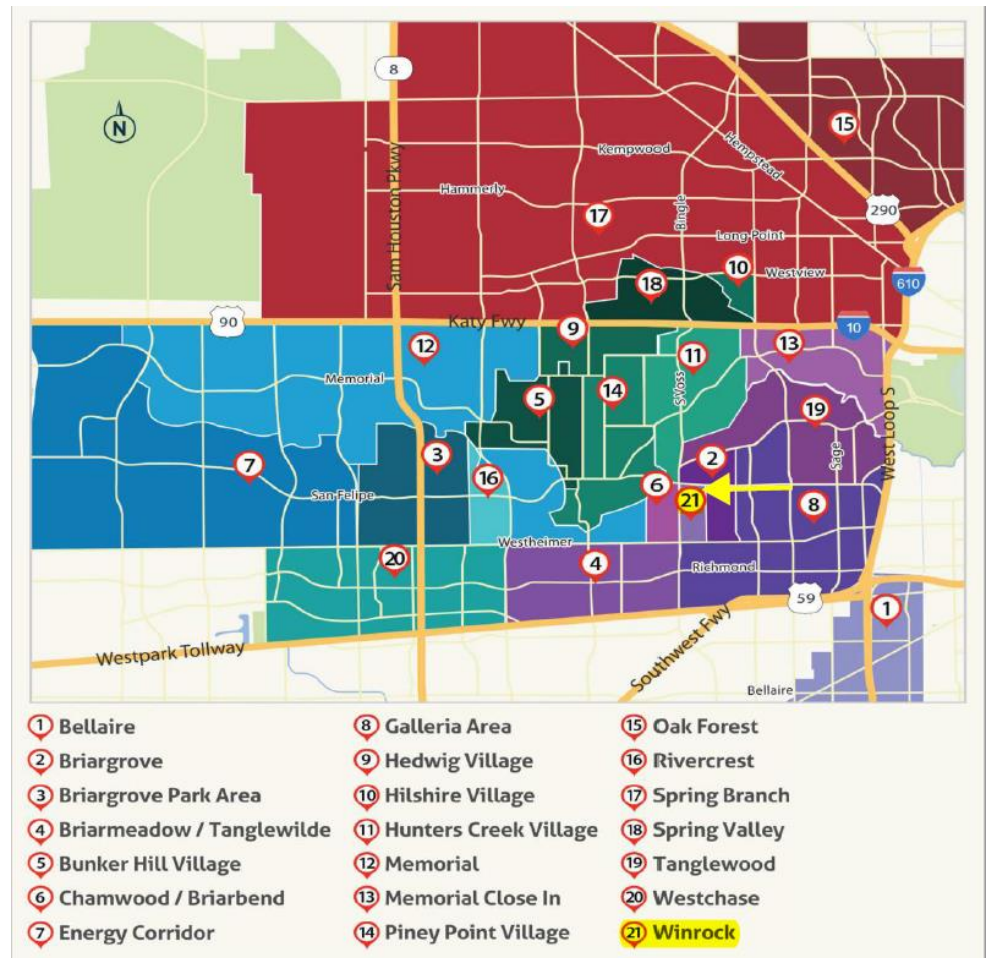 8
N
15
Kempwood
Hempstead
Hammerly
Sam Houston Pkwy
17
Bingle
290
Long Point
10
Westview
18
610
90
Katy Fwy
9
10
12
13
11
Memorial
5
14
S Voss
19
West Loop S
3
2
Sage
7
16
6
San Felipe
21
8
Westheimer
20
4
Richmond
59
1
Westpark Tollway
Southwest Fwy
Bellaire
1 Bellaire
2 Briargrove
3 Briargrove Park Area
4 Briarmeadow / Tanglewilde
5 Bunker Hill Village
6 Chamwood / Briarbend
7 Energy Corridor
8 Galleria Area
9 Hedwig Village
10 Hilshire Village
11 Hunters Creek Village
12 Memorial
13 Memorial Close In
14 Piney Point Village
15 Oak Forest
16 Rivercrest
17 Spring Branch
18 Spring Valley
19 Tanglewood
20 Westchase
21 Winrock